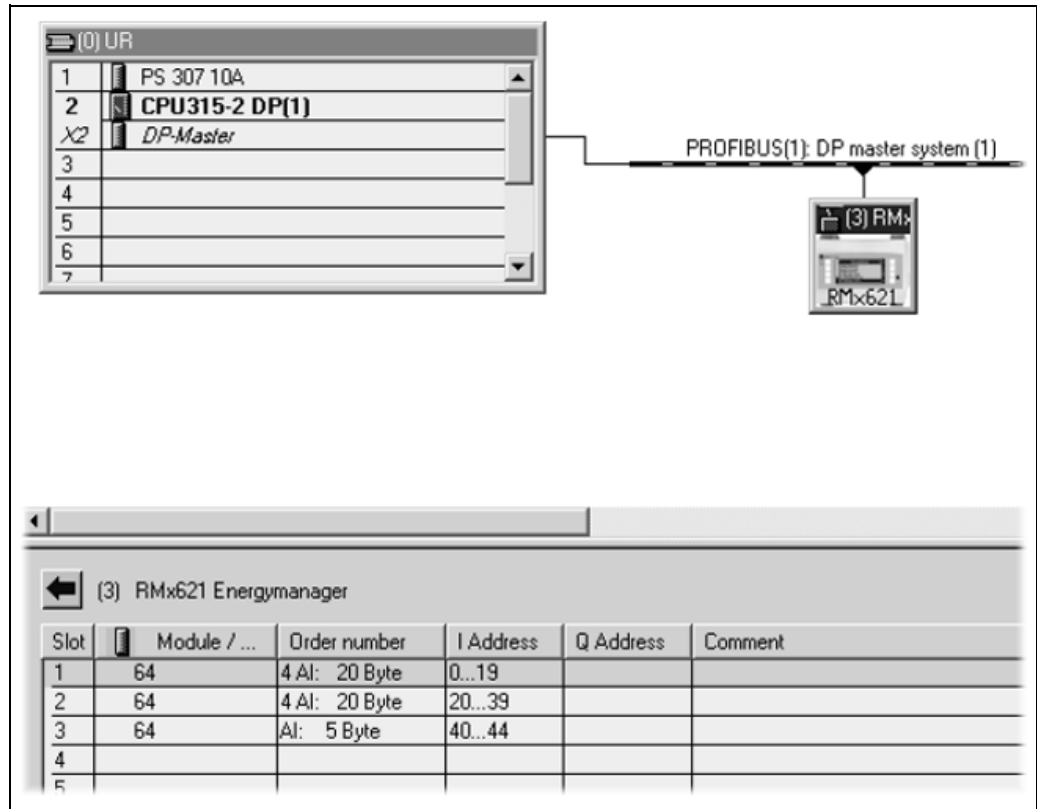 (0) UR
1 PS 307 10A
2 CPU315-2 DP(1)
X2 DP-Master
3
4
5
6
7
PROFIBUS(1): DP master system (1)
(3) RMx
RMx621
(3) RMx621 Energymanager
Slot Module / ... Order number I Address Q Address Comment
1 64 4 AI: 20 Byte 0...19
2 64 4 AI: 20 Byte 20...39
3 64 AI: 5 Byte 40...44
4
5